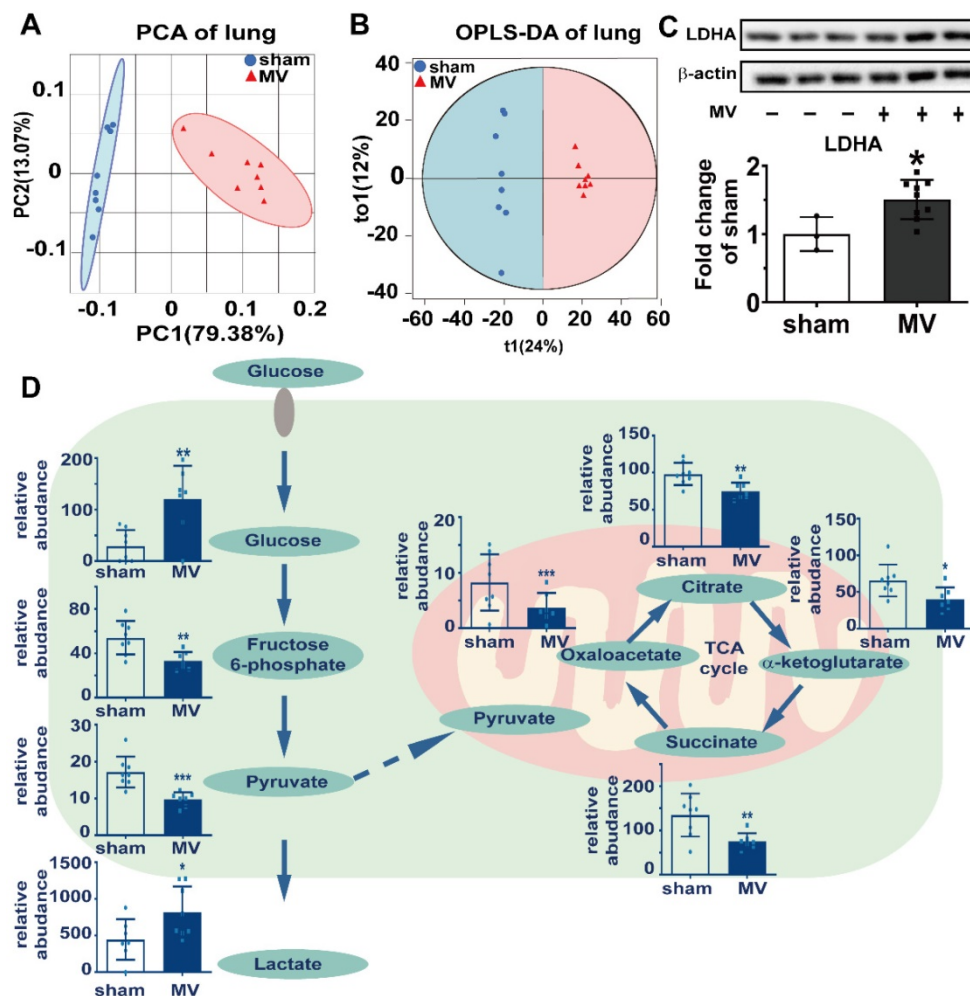 A
PCA of lung
sham
MV
0.1
0
-0.1
PC2(13.07%)
-0.1
0
0.1
0.2
PC1(79.38%)
B
OPLS-DA of lung
sham
MV
40
20
0
-20
-40
to1(12%)
-60
-40
-20
0
20
40
60
t1(24%)
C
LDHA
β-actin
MV
− − − + + + +
LDHA
*
2
1
0
Fold change
of sham
sham
MV
D
Glucose
200
100
0
relative
abudance
**
sham
MV
Glucose
80
40
0
relative
abudance
**
sham
MV
Fructose
6-phosphate
30
20
10
0
relative
abudance
***
sham
MV
Pyruvate
1500
1000
500
0
relative
abudance
*
sham
MV
Lactate
20
10
0
relative
abudance
***
sham
MV
Oxaloacetate
Pyruvate
150
100
50
0
relative
abudance
**
sham
MV
Citrate
TCA
cycle
100
50
0
relative
abudance
*
sham
MV
α-ketoglutarate
Succinate
200
100
0
relative
abudance
**
sham
MV